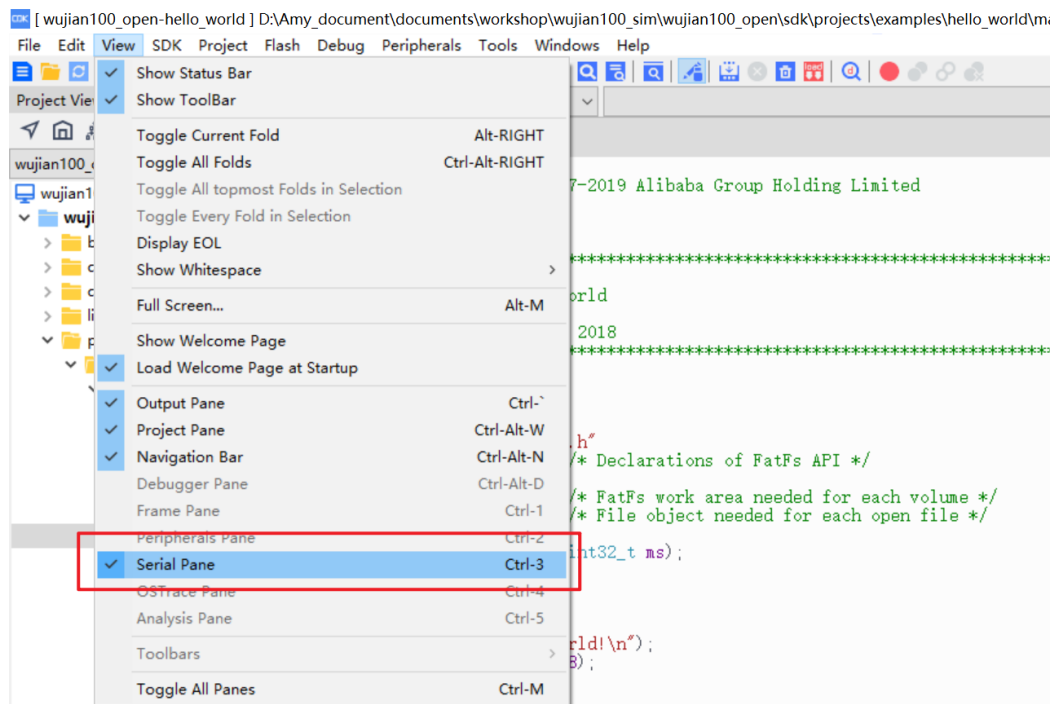 CDK [ wujian100_open-hello_world ] D:\Amy_document\documents\workshop\wujian100_sim\wujian100_open\sdk\projects\examples\hello_world\ma
File Edit View SDK Project Flash Debug Peripherals Tools Windows Help
Show Status Bar
Project Vie
Show ToolBar
Toggle Current Fold Alt-RIGHT
wujian100_ Toggle All Folds Ctrl-Alt-RIGHT
wujian1 Toggle All topmost Folds in Selection 7-2019 Alibaba Group Holding Limited
wuji Toggle Every Fold in Selection
Display EOL
Show Whitespace ****************************************************
Full Screen... Alt-M orld
Show Welcome Page 2018
Load Welcome Page at Startup ****************************************************
Output Pane Ctrl-`
Project Pane Ctrl-Alt-W .h"
Navigation Bar Ctrl-Alt-N /* Declarations of FatFs API */
Debugger Pane Ctrl-Alt-D /* FatFs work area needed for each volume */
Frame Pane Ctrl-1 /* File object needed for each open file */
Peripherals Pane Ctrl-2
int32_t ms);
Serial Pane Ctrl-3
OSTrace Pane Ctrl-4
Analysis Pane Ctrl-5
rld!\n");
Toolbars 8);
Toggle All Panes Ctrl-M